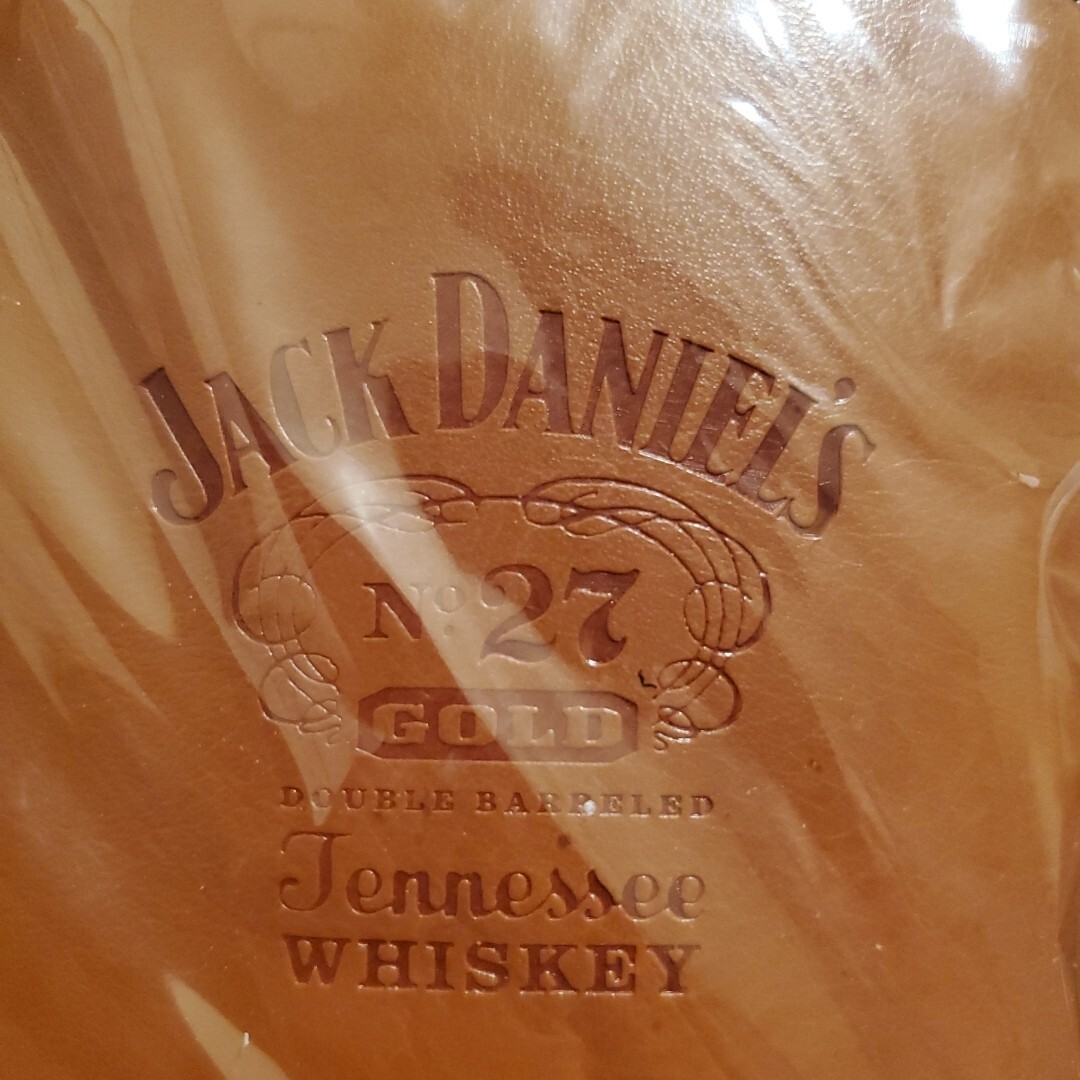 JACK DANIEL'S
Nº 27
GOLD
DOUBLE BARRELED
Tennessee
WHISKEY